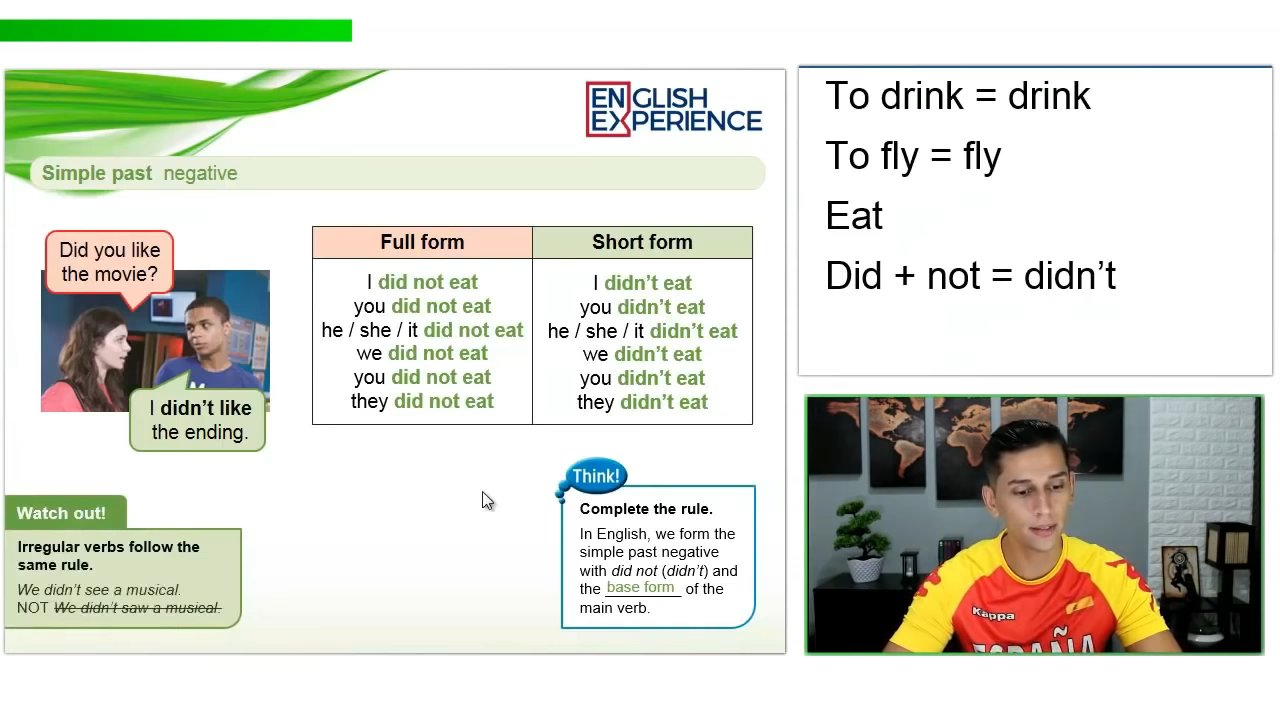 ENGLISH
EXPERIENCE
Simple past negative
Did you like
the movie?
I didn't like
the ending.
Full form
I did not eat
you did not eat
he / she / it did not eat
we did not eat
you did not eat
they did not eat
Short form
I didn't eat
you didn't eat
he / she / it didn't eat
we didn't eat
you didn't eat
they didn't eat
Watch out!
Irregular verbs follow the
same rule.
We didn't see a musical.
NOT We didn't saw a musical.
Think!
Complete the rule.
In English, we form the
simple past negative
with did not (didn't) and
the base form of the
main verb.
To drink = drink
To fly = fly
Eat
Did + not = didn't
Kappa
ESPAÑA